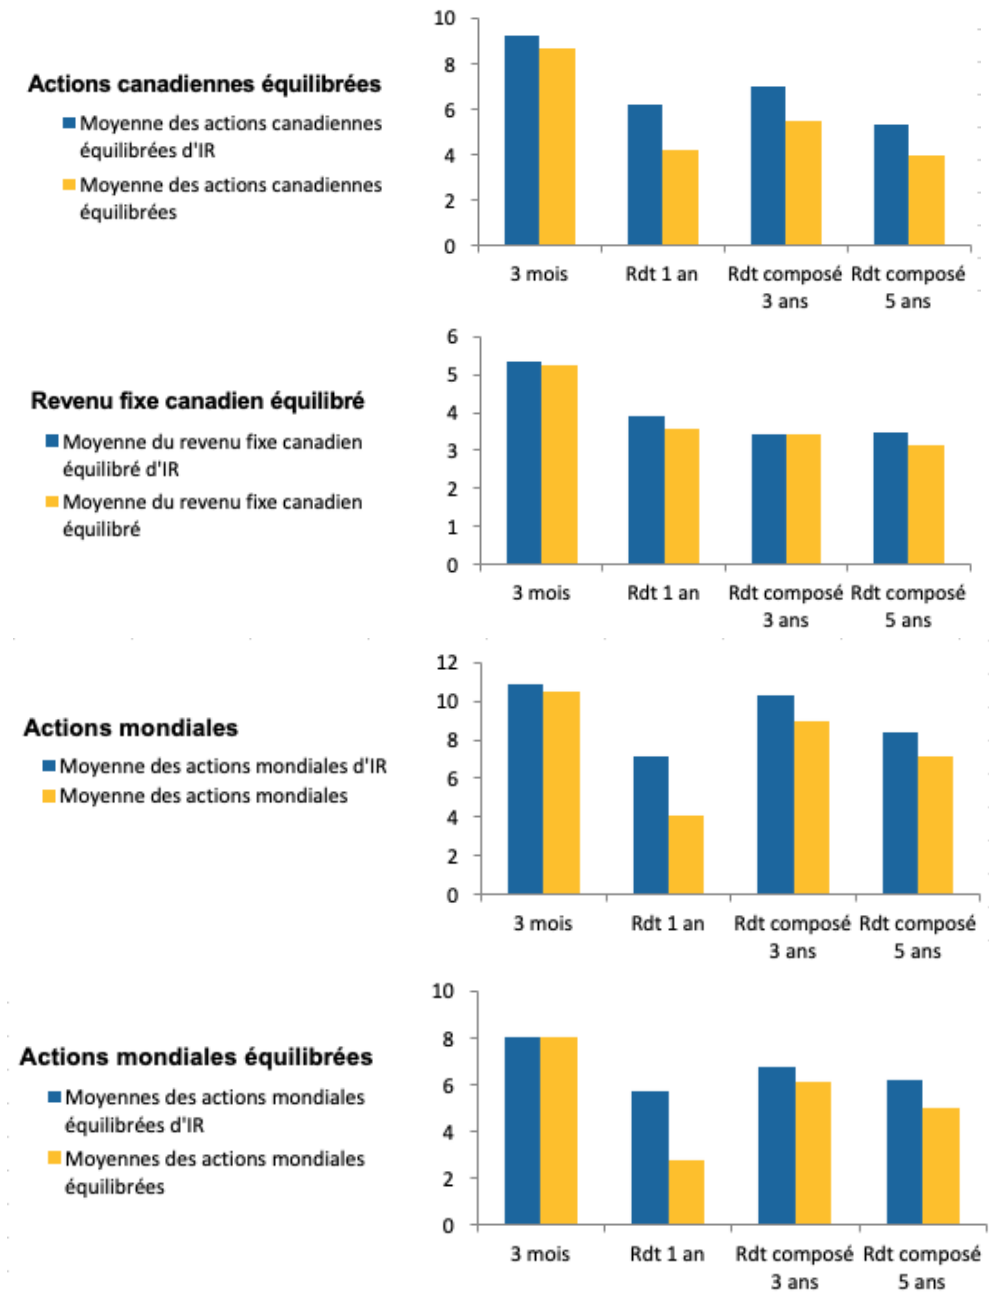 Actions canadiennes équilibrées
Moyenne des actions canadiennes
équilibrées d'IR
Moyenne des actions canadiennes
équilibrées
10
8
6
4
2
0
3 mois
Rdt 1 an
Rdt composé
3 ans
Rdt composé
5 ans
Revenu fixe canadien équilibré
Moyenne du revenu fixe canadien
équilibré d'IR
Moyenne du revenu fixe canadien
équilibré
6
5
4
3
2
1
0
3 mois
Rdt 1 an
Rdt composé
3 ans
Rdt composé
5 ans
Actions mondiales
Moyenne des actions mondiales d'IR
Moyenne des actions mondiales
12
10
8
6
4
2
0
3 mois
Rdt 1 an
Rdt composé
3 ans
Rdt composé
5 ans
Actions mondiales équilibrées
Moyennes des actions mondiales
équilibrées d'IR
Moyennes des actions mondiales
équilibrées
10
8
6
4
2
0
3 mois
Rdt 1 an
Rdt composé
3 ans
Rdt composé
5 ans